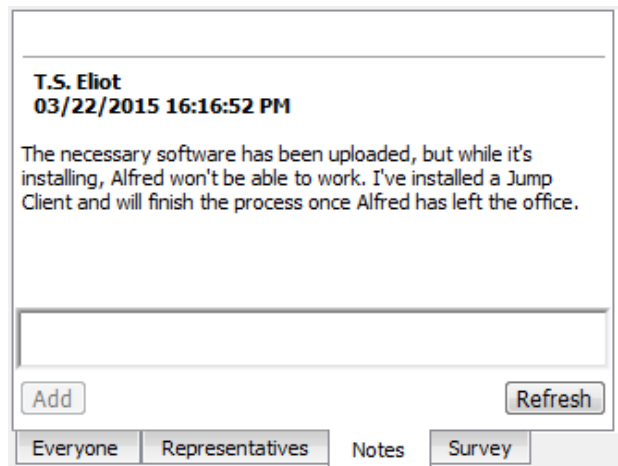 T.S. Eliot
03/22/2015 16:16:52 PM
The necessary software has been uploaded, but while it's
installing, Alfred won't be able to work. I've installed a Jump
Client and will finish the process once Alfred has left the office.
Add Refresh
Everyone Representatives Notes Survey